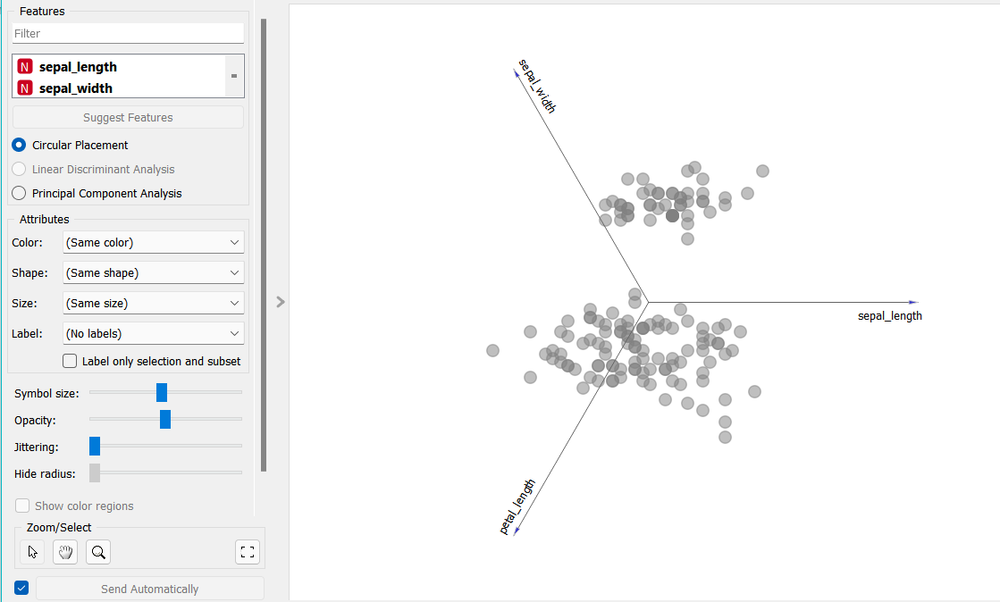 Features
Filter
N sepal_length
N sepal_width
Suggest Features
Circular Placement
Linear Discriminant Analysis
Principal Component Analysis
Attributes
Color: (Same color)
Shape: (Same shape)
Size: (Same size)
Label: (No labels)
Label only selection and subset
Symbol size:
Opacity:
Jittering:
Hide radius:
Show color regions
Zoom/Select
Send Automatically
sepal_width
sepal_length
petal_length